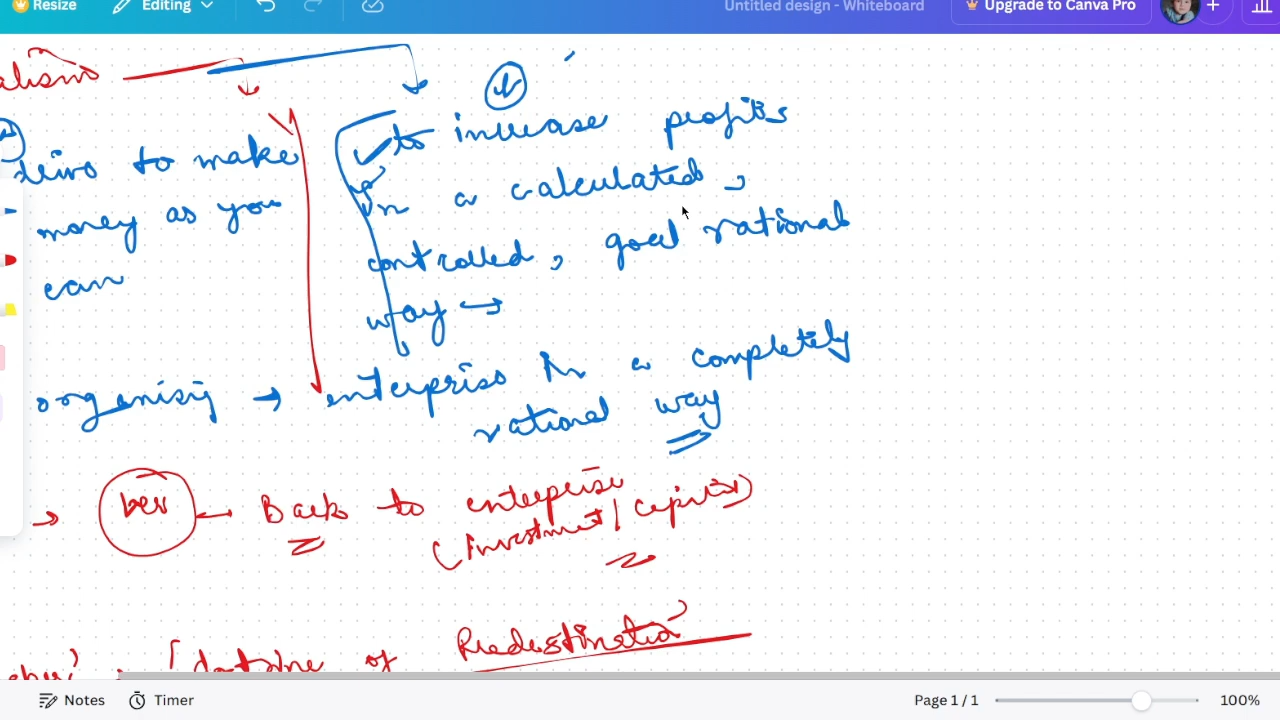 Resize Editing Untitled design - Whiteboard Upgrade to Canva Pro
alism
to increase profits
to make
in a calculated,
money as you
controlled, goal rational
can
way →
organising → enterprise in a completely
rational way
→ Back to enterprise
(investment/capital)
doctrine of Predestination
Notes Timer Page 1 / 1 100%